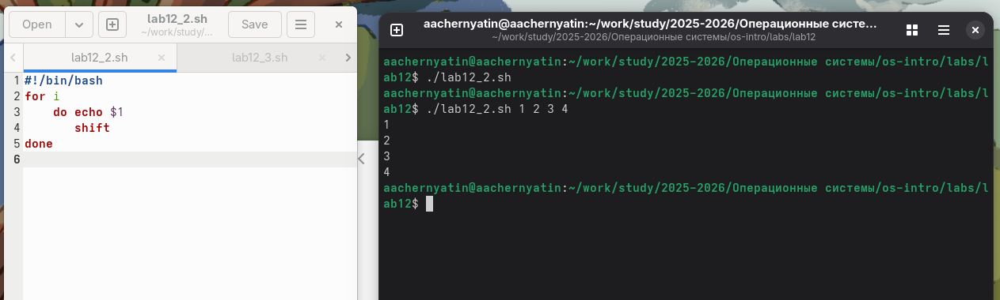 Open
lab12_2.sh
~/work/study/...
Save
lab12_2.sh
lab12_3.sh
1 #!/bin/bash
2 for i
3     do echo $1
4        shift
5 done
6
aachernyatin@aachernyatin:~/work/study/2025-2026/Операционные систе...
~/work/study/2025-2026/Операционные системы/os-intro/labs/lab12
aachernyatin@aachernyatin:~/work/study/2025-2026/Операционные системы/os-intro/labs/l
ab12$ ./lab12_2.sh
aachernyatin@aachernyatin:~/work/study/2025-2026/Операционные системы/os-intro/labs/l
ab12$ ./lab12_2.sh 1 2 3 4
1
2
3
4
aachernyatin@aachernyatin:~/work/study/2025-2026/Операционные системы/os-intro/labs/l
ab12$